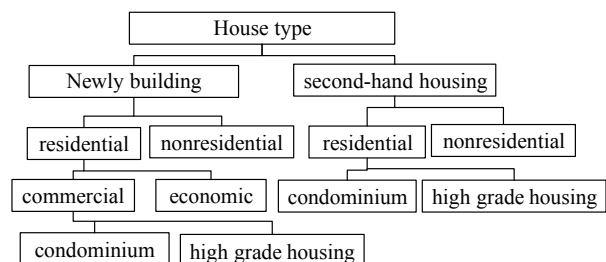 House type
Newly building
second-hand housing
residential
nonresidential
residential
nonresidential
commercial
economic
condominium
high grade housing
condominium
high grade housing